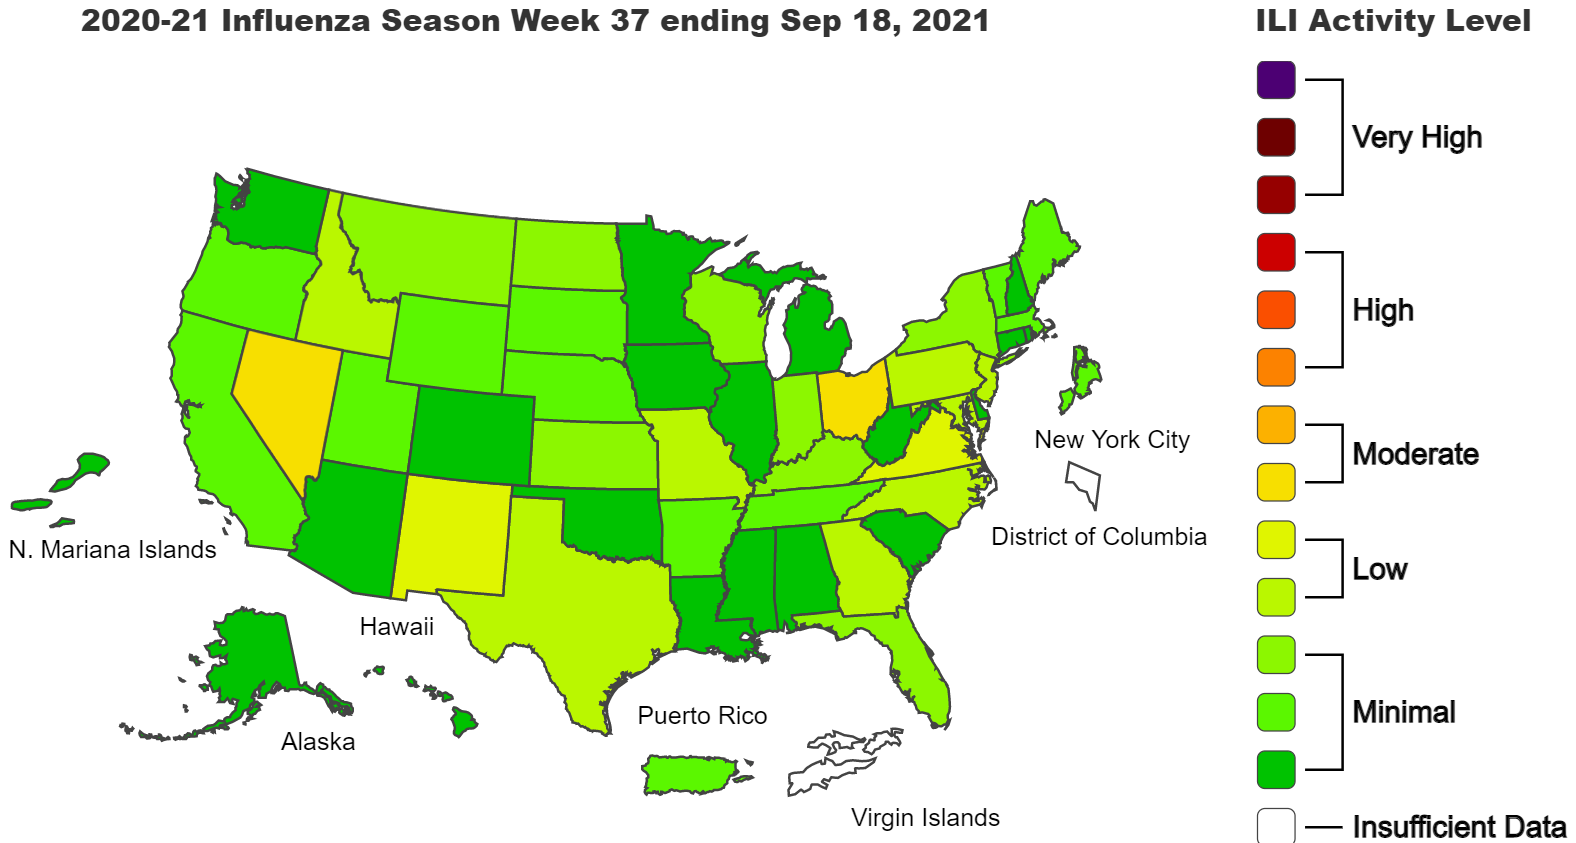 2020-21 Influenza Season Week 37 ending Sep 18, 2021
ILI Activity Level
Very High
High
Moderate
Low
Minimal
Insufficient Data
New York City
District of Columbia
N. Mariana Islands
Hawaii
Alaska
Puerto Rico
Virgin Islands